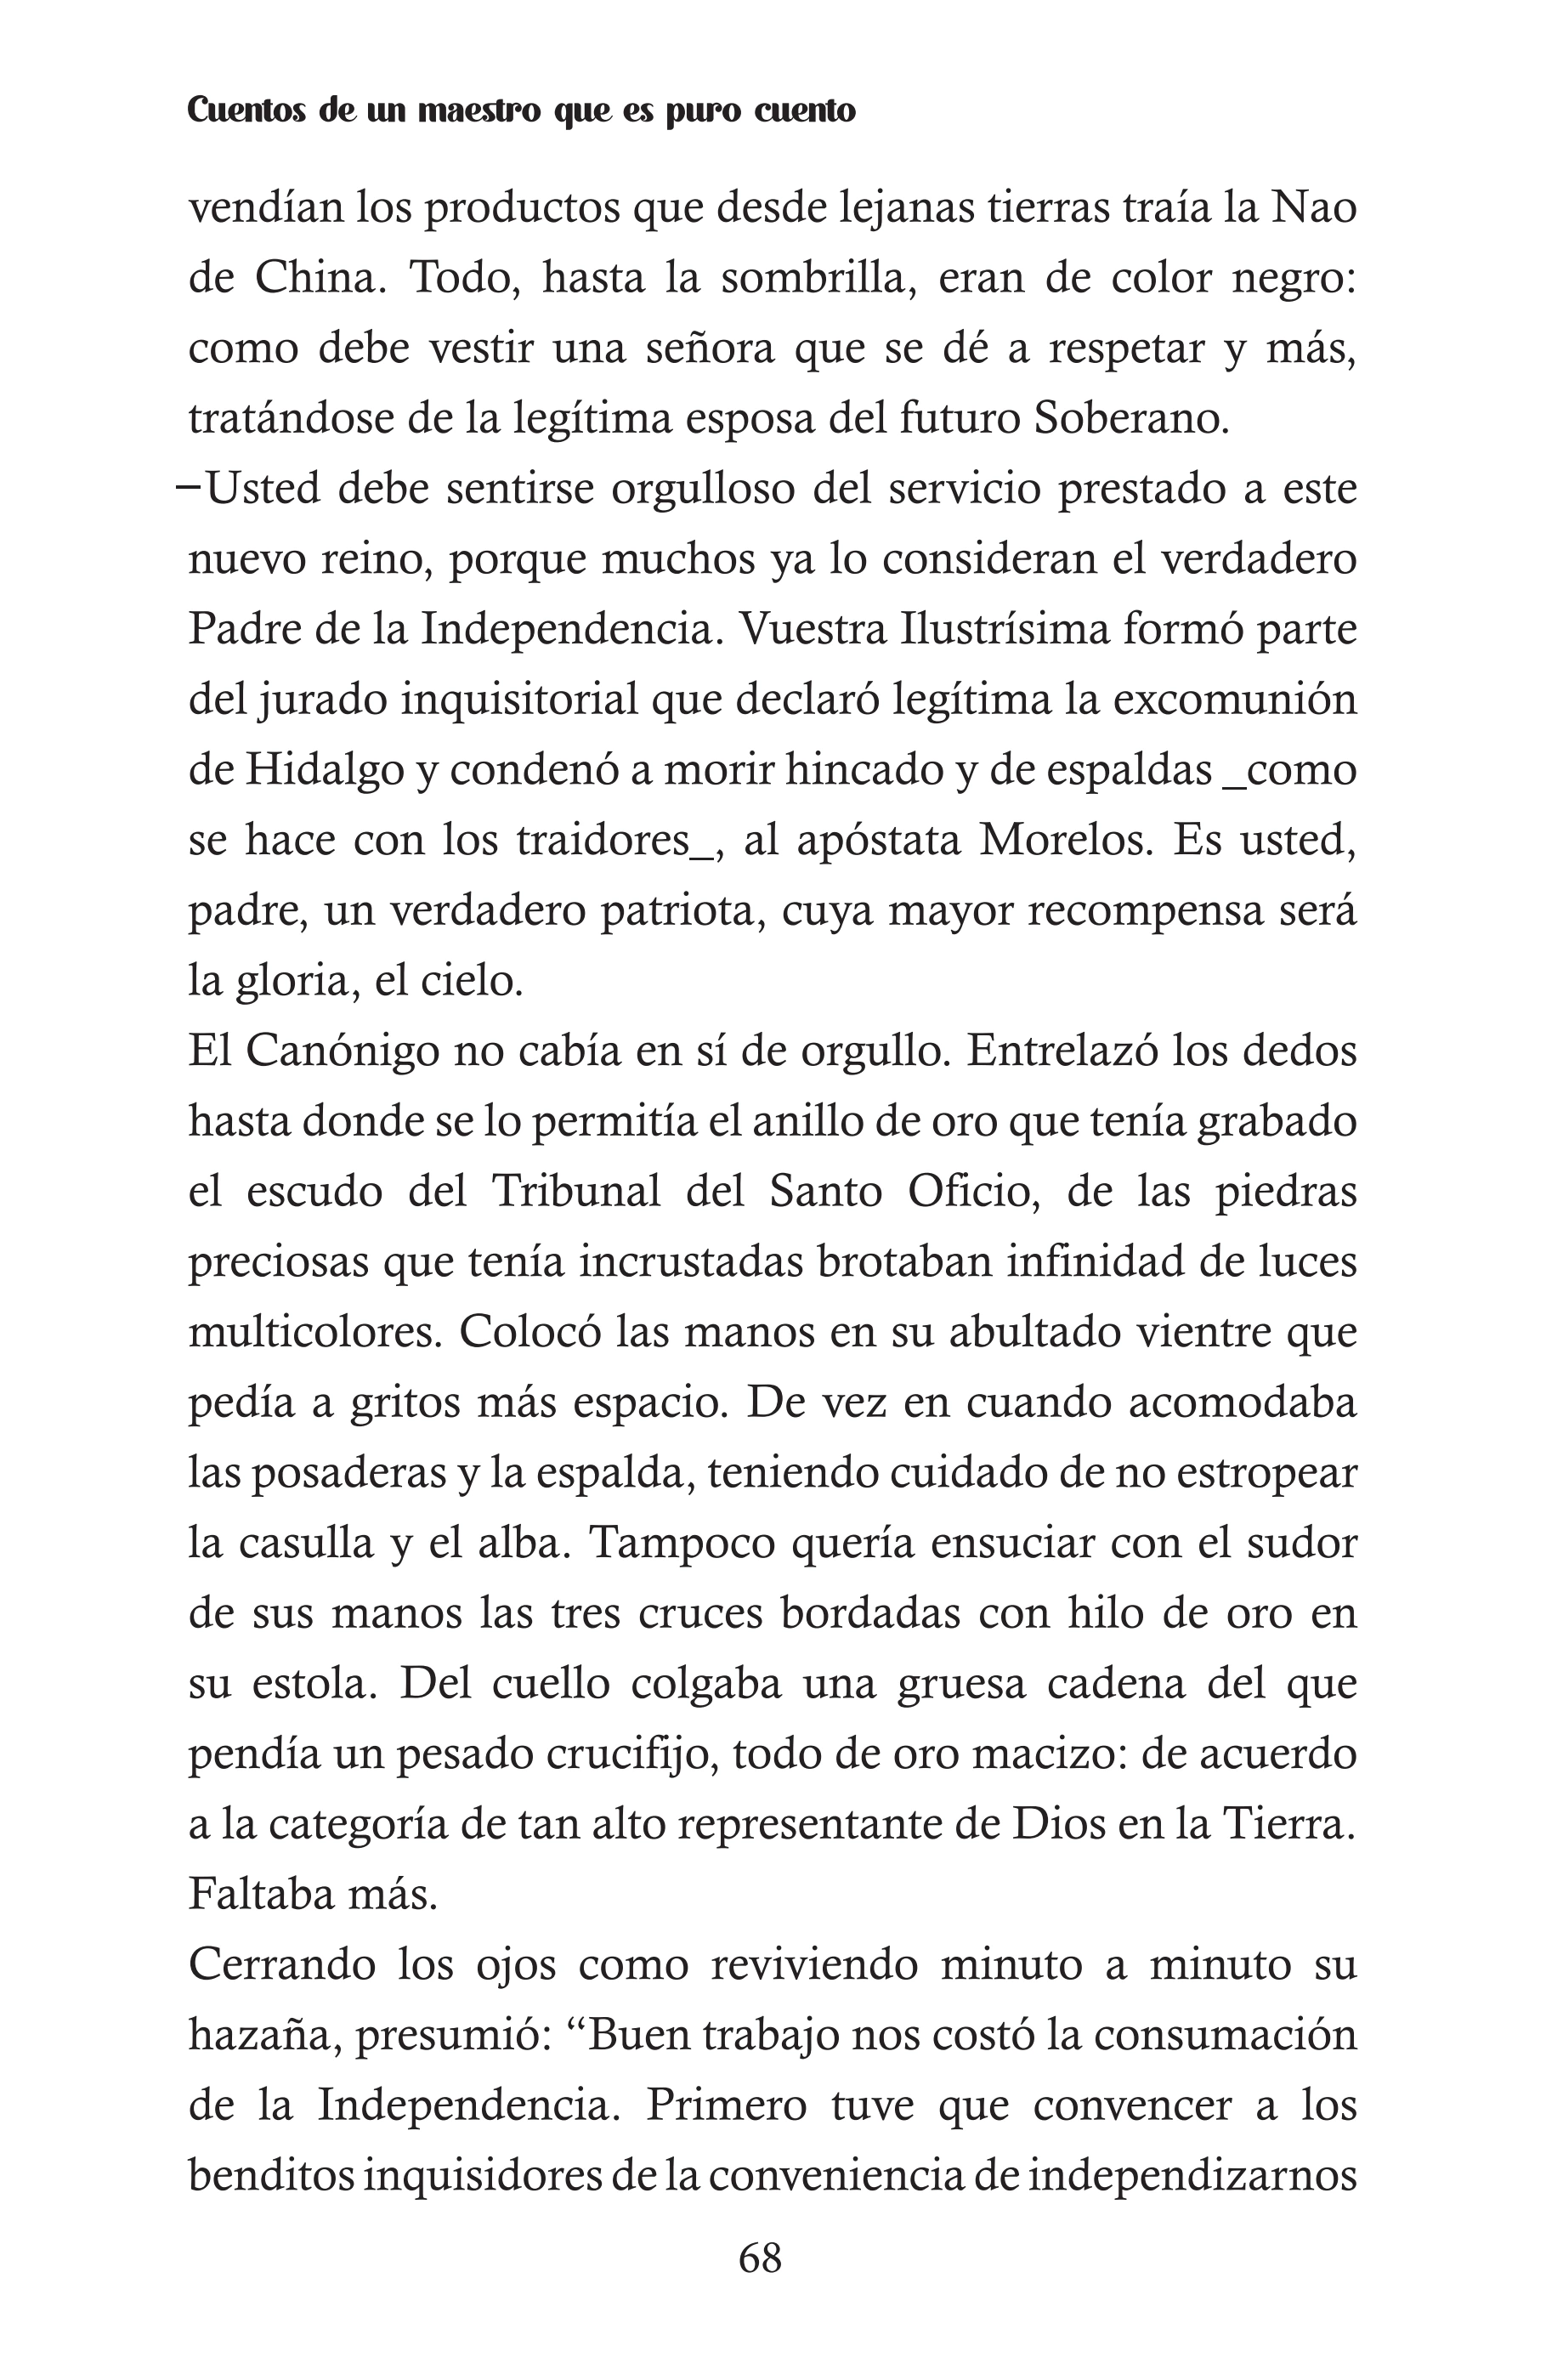 Cuentos de un maestro que es puro cuento
vendían los productos que desde lejanas tierras traía la Nao
de China. Todo, hasta la sombrilla, eran de color negro:
como debe vestir una señora que se dé a respetar y más,
tratándose de la legítima esposa del futuro Soberano.
–Usted debe sentirse orgulloso del servicio prestado a este
nuevo reino, porque muchos ya lo consideran el verdadero
Padre de la Independencia. Vuestra Ilustrísima formó parte
del jurado inquisitorial que declaró legítima la excomunión
de Hidalgo y condenó a morir hincado y de espaldas _como
se hace con los traidores_, al apóstata Morelos. Es usted,
padre, un verdadero patriota, cuya mayor recompensa será
la gloria, el cielo.
El Canónigo no cabía en sí de orgullo. Entrelazó los dedos
hasta donde se lo permitía el anillo de oro que tenía grabado
el escudo del Tribunal del Santo Oficio, de las piedras
preciosas que tenía incrustadas brotaban infinidad de luces
multicolores. Colocó las manos en su abultado vientre que
pedía a gritos más espacio. De vez en cuando acomodaba
las posaderas y la espalda, teniendo cuidado de no estropear
la casulla y el alba. Tampoco quería ensuciar con el sudor
de sus manos las tres cruces bordadas con hilo de oro en
su estola. Del cuello colgaba una gruesa cadena del que
pendía un pesado crucifijo, todo de oro macizo: de acuerdo
a la categoría de tan alto representante de Dios en la Tierra.
Faltaba más.
Cerrando los ojos como reviviendo minuto a minuto su
hazaña, presumió: “Buen trabajo nos costó la consumación
de la Independencia. Primero tuve que convencer a los
benditos inquisidores de la conveniencia de independizarnos
68